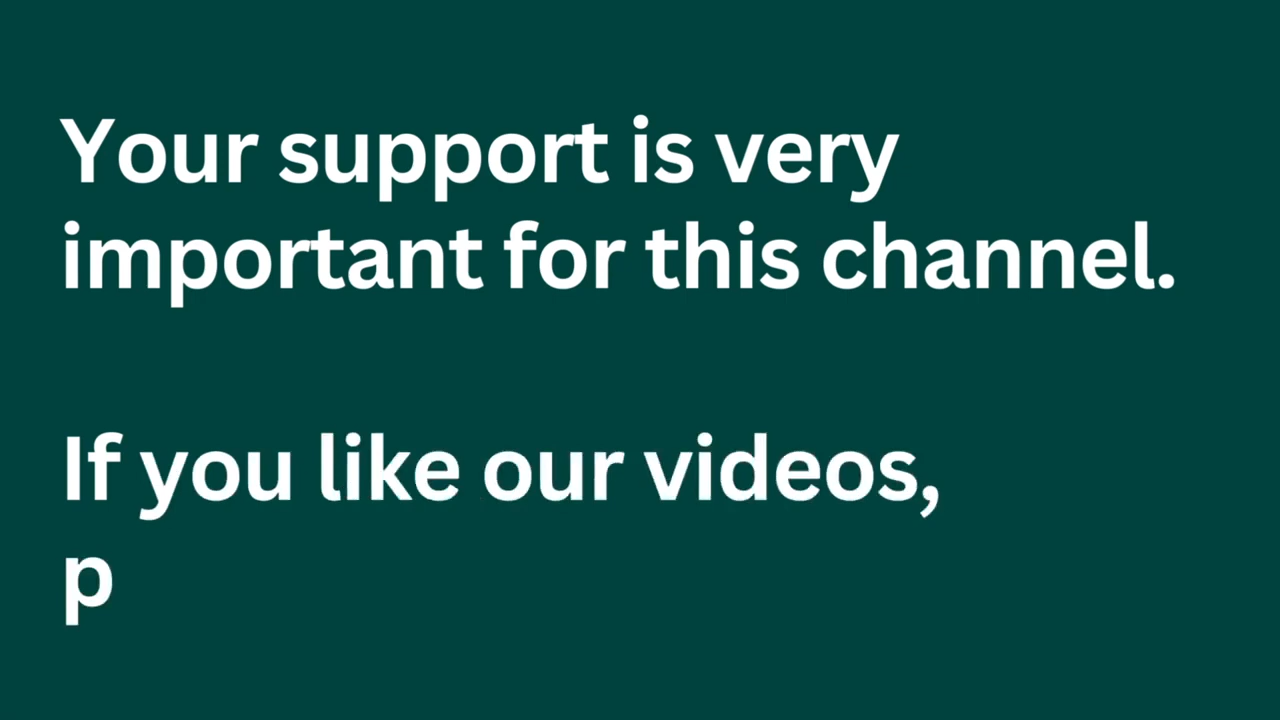 Your support is very
important for this channel.
If you like our videos,
p